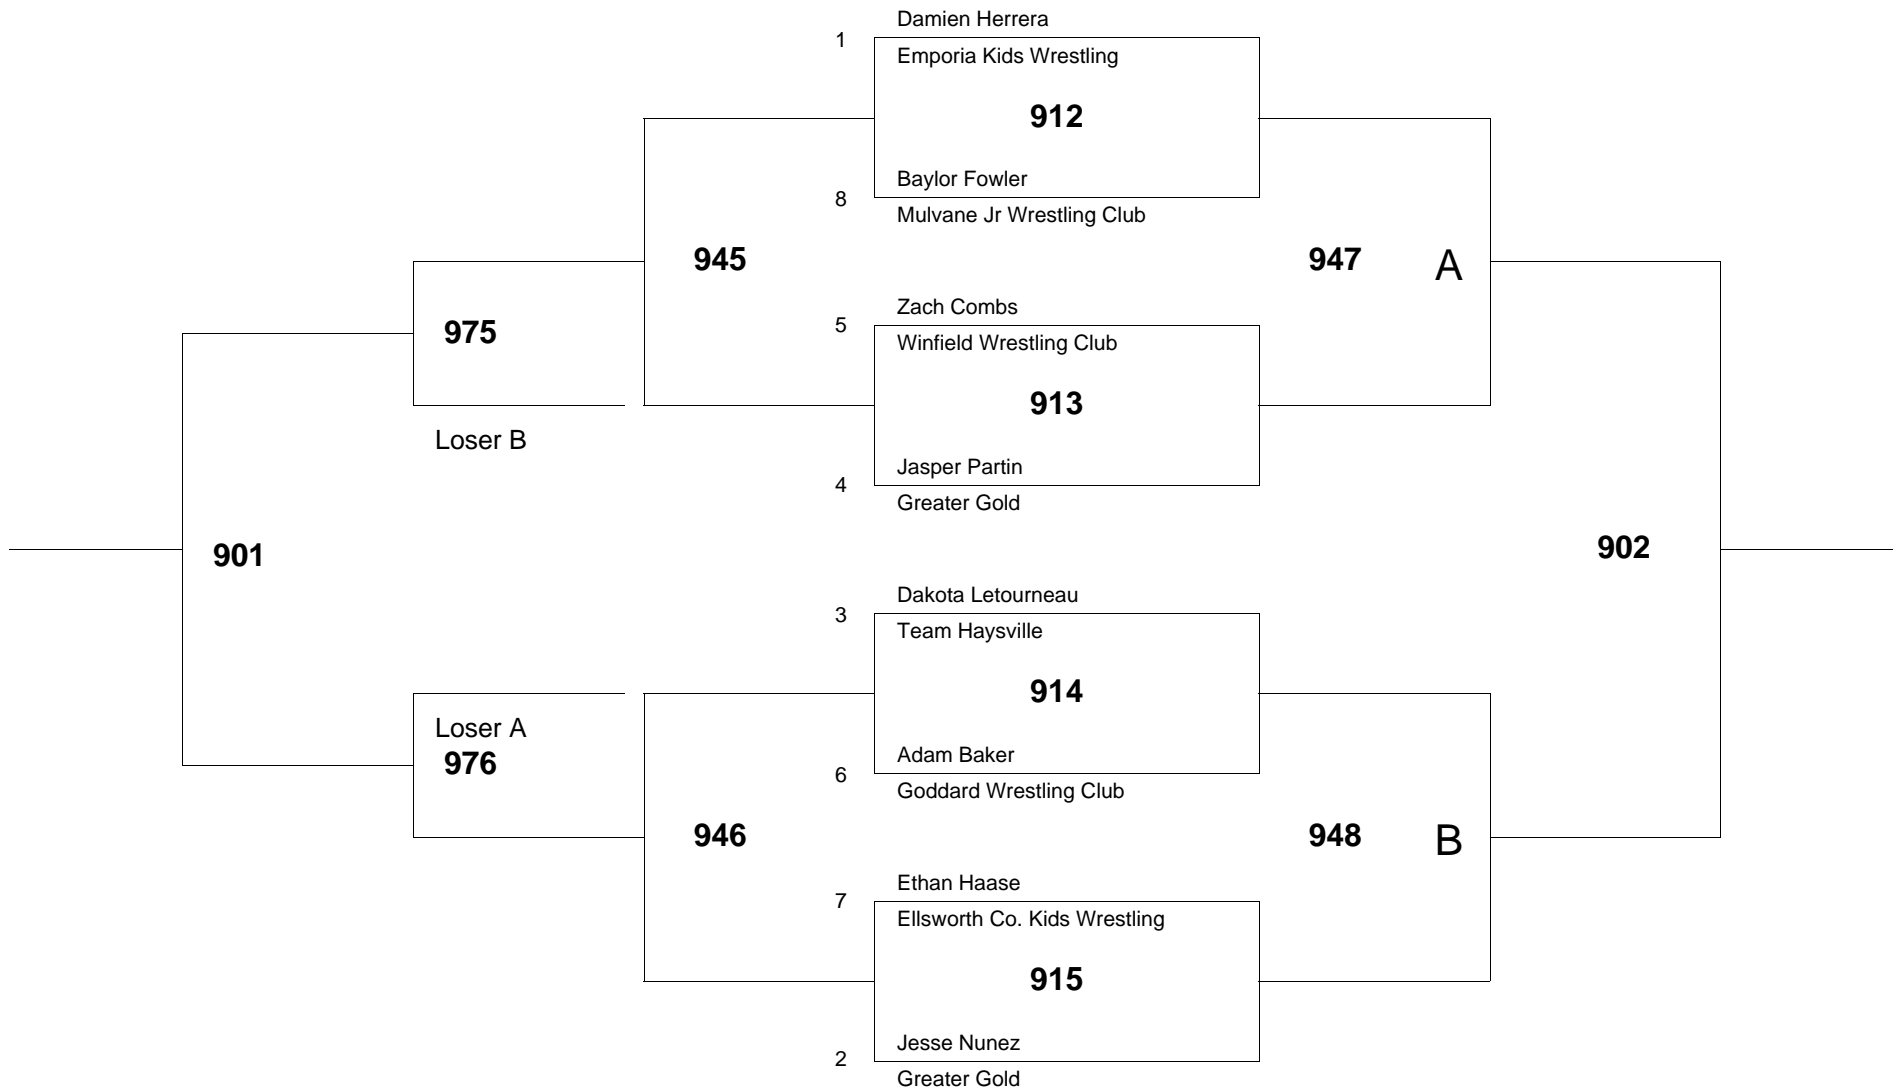 Damien Herrera
1
Emporia Kids Wrestling
912
Baylor Fowler
8
Mulvane Jr Wrestling Club
945
947
A
Zach Combs
5
Winfield Wrestling Club
975
913
Loser B
Jasper Partin
4
Greater Gold
901
902
Dakota Letourneau
3
Team Haysville
914
Loser A
976
Adam Baker
6
Goddard Wrestling Club
946
948
B
Ethan Haase
7
Ellsworth Co. Kids Wrestling
915
Jesse Nunez
2
Greater Gold